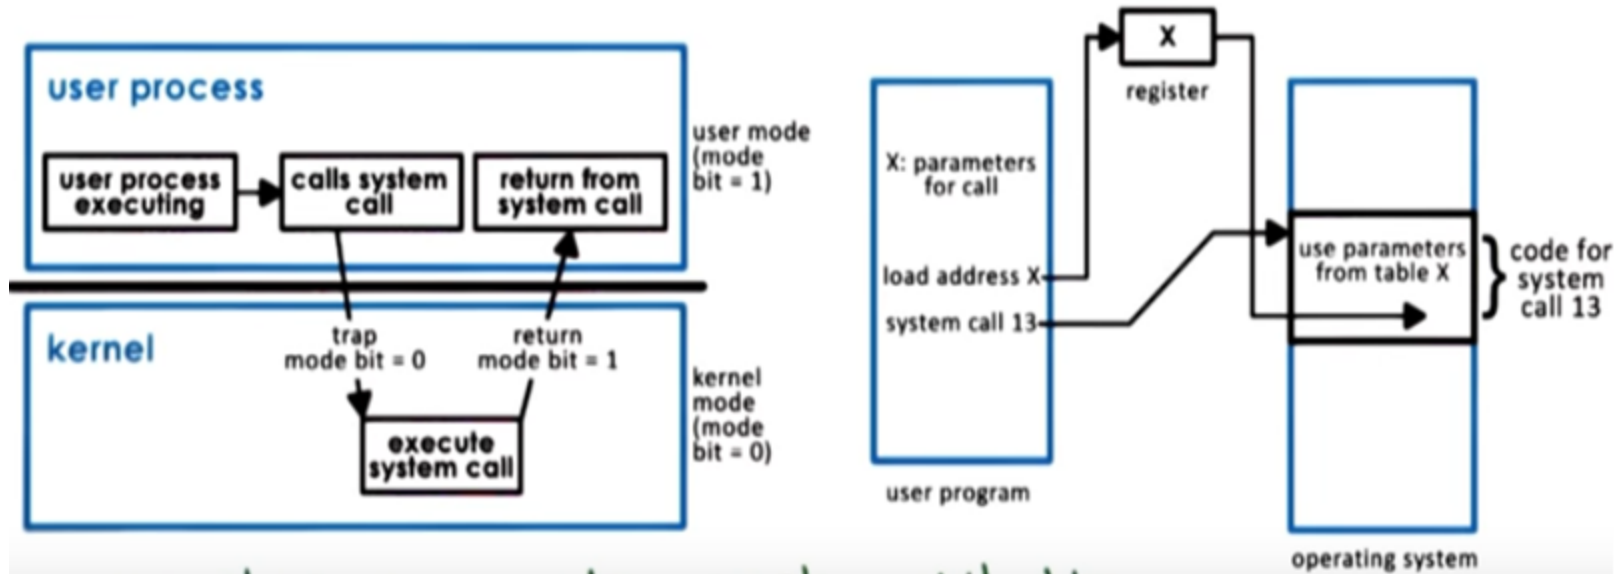 user process
user process
executing
calls system
call
return from
system call
user mode
(mode
bit = 1)
trap
mode bit = 0
return
mode bit = 1
kernel
execute
system call
kernel
mode
(mode
bit = 0)
X
register
X: parameters
for call
load address X
system call 13
user program
use parameters
from table X
code for
system
call 13
operating system